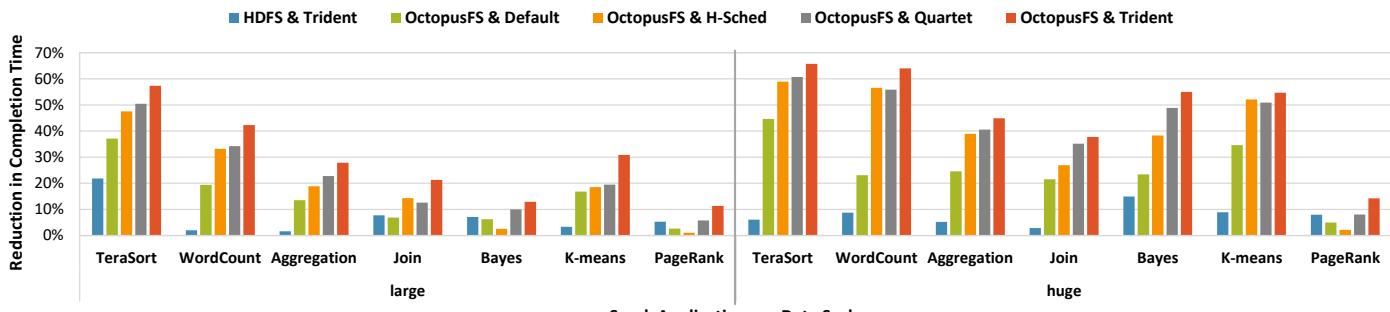 HDFS & Trident OctopusFS & Default OctopusFS & H-Sched OctopusFS & Quartet OctopusFS & Trident
Reduction in Completion Time
70%
60%
50%
40%
30%
20%
10%
0%
TeraSort WordCount Aggregation Join Bayes K-means PageRank TeraSort WordCount Aggregation Join Bayes K-means PageRank
large huge